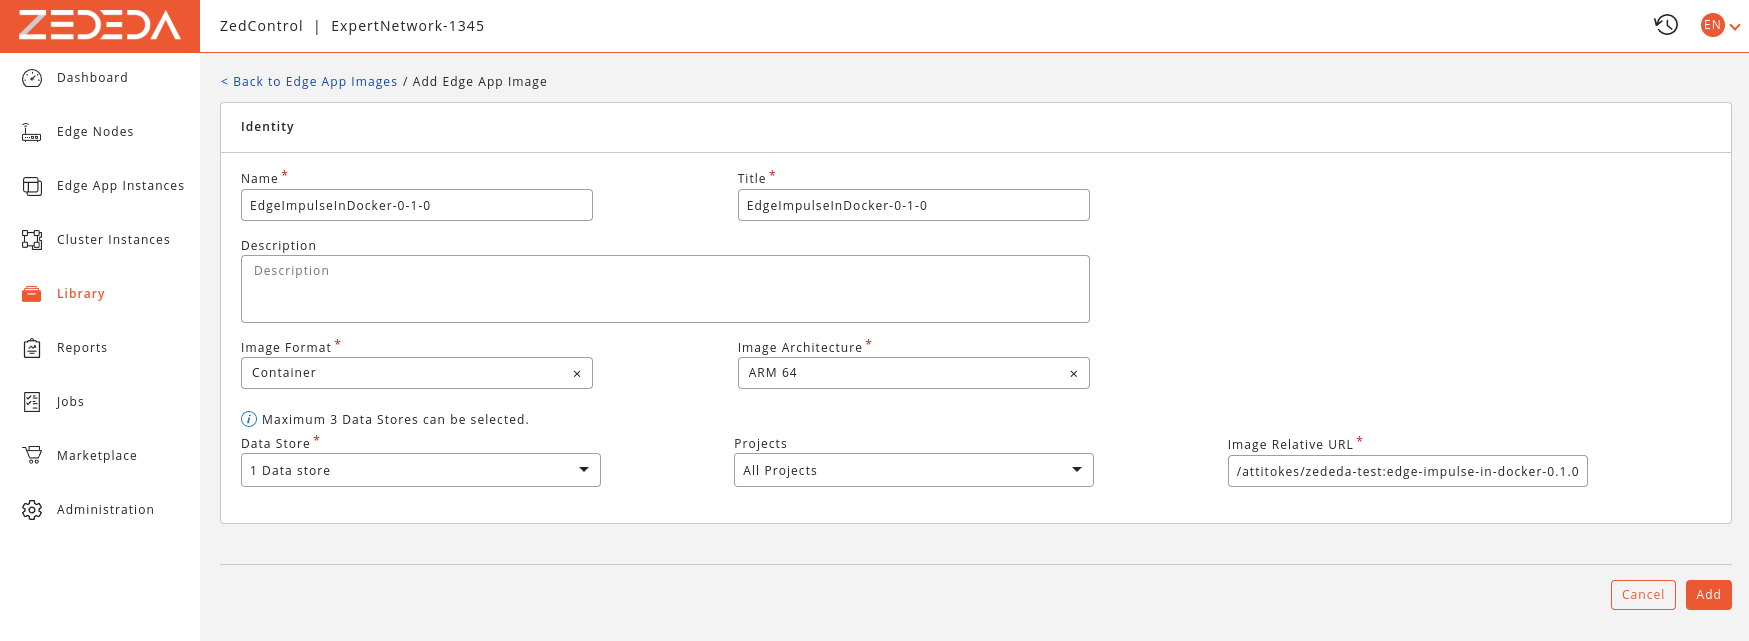 ZEDEDA
ZedControl | ExpertNetwork-1345
EN
Dashboard
Edge Nodes
Edge App Instances
Cluster Instances
Library
Reports
Jobs
Marketplace
Administration
< Back to Edge App Images / Add Edge App Image
Identity
Name *
Title *
EdgeImpulseInDocker-0-1-0
EdgeImpulseInDocker-0-1-0
Description
Description
Image Format *
Image Architecture *
Container ×
ARM 64 ×
i Maximum 3 Data Stores can be selected.
Data Store *
Projects
Image Relative URL *
1 Data store
All Projects
/attitokes/zededa-test:edge-impulse-in-docker-0.1.0
Cancel
Add